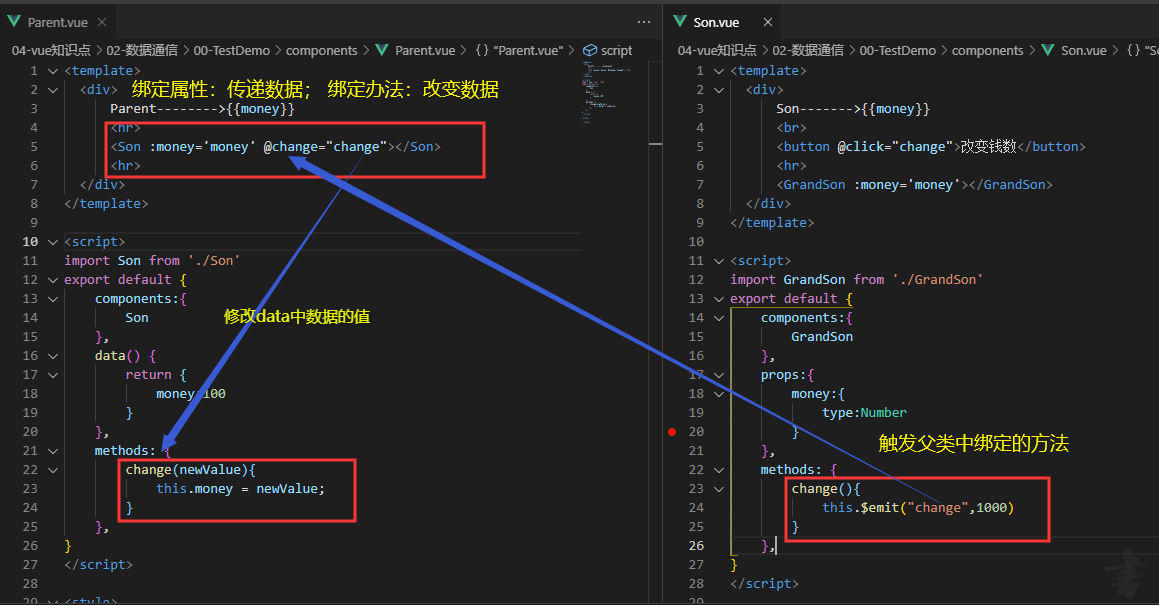 Parent.vue
04-vue知识点 > 02-数据通信 > 00-TestDemo > components > Parent.vue > {} "Parent.vue" > script
1 <template>
2 <div> 绑定属性：传递数据； 绑定办法：改变数据
3 Parent-------->{{money}}
4 <hr>
5 <Son :money='money' @change="change"></Son>
6 <hr>
7 </div>
8 </template>
9
10 <script>
11 import Son from './Son'
12 export default {
13 components:{
14 Son
修改data中数据的值
15 },
16 data() {
17 return {
18 money:100
19 }
20 },
21 methods: {
22 change(newValue){
23 this.money = newValue;
24 }
25 },
26 }
27 </script>
28
29 <style>
Son.vue
04-vue知识点 > 02-数据通信 > 00-TestDemo > components > Son.vue > {} "So
1 <template>
2 <div>
3 Son------->{{money}}
4 <br>
5 <button @click="change">改变钱数</button>
6 <hr>
7 <GrandSon :money='money'></GrandSon>
8 </div>
9 </template>
10
11 <script>
12 import GrandSon from './GrandSon'
13 export default {
14 components:{
15 GrandSon
16 },
17 props:{
18 money:{
19 type:Number
20 }
触发父类中绑定的方法
21 },
22 methods: {
23 change(){
24 this.$emit("change",1000)
25 }
26 },
27 }
28 </script>
29
書